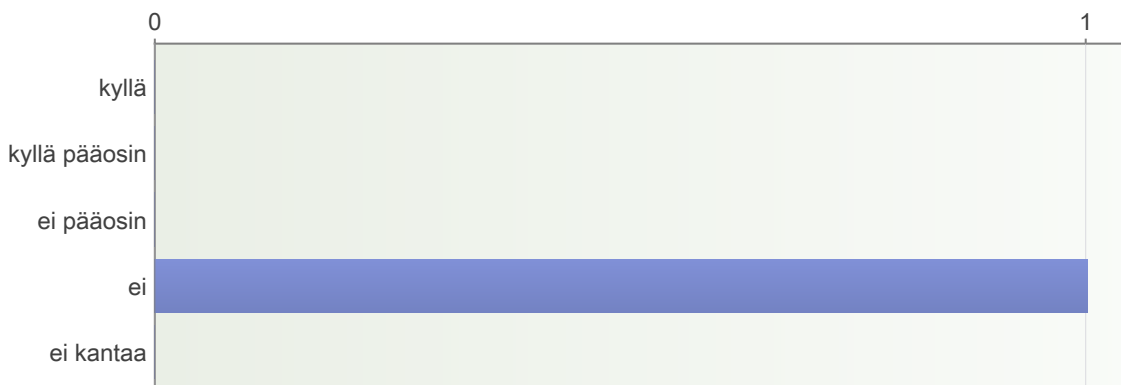 0 1
kyllä
kyllä pääosin
ei pääosin
ei
ei kantaa